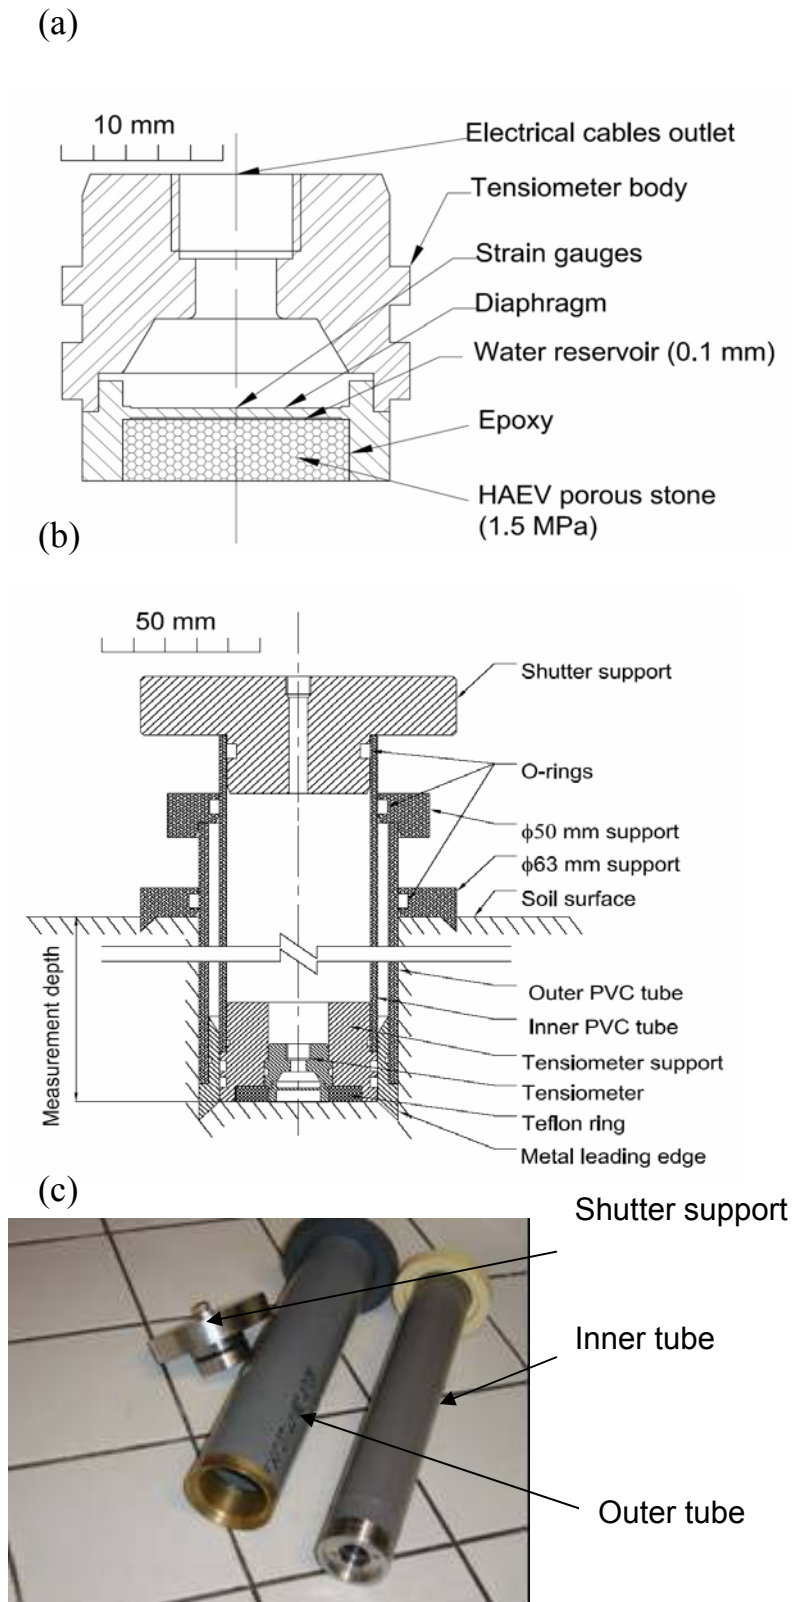 (a)
10 mm
Electrical cables outlet
Tensiometer body
Strain gauges
Diaphragm
Water reservoir (0.1 mm)
Epoxy
HAEV porous stone
(1.5 MPa)
(b)
50 mm
Shutter support
O-rings
ϕ50 mm support
ϕ63 mm support
Soil surface
Measurement depth
Outer PVC tube
Inner PVC tube
Tensiometer support
Tensiometer
Teflon ring
Metal leading edge
(c)
Shutter support
Inner tube
Outer tube